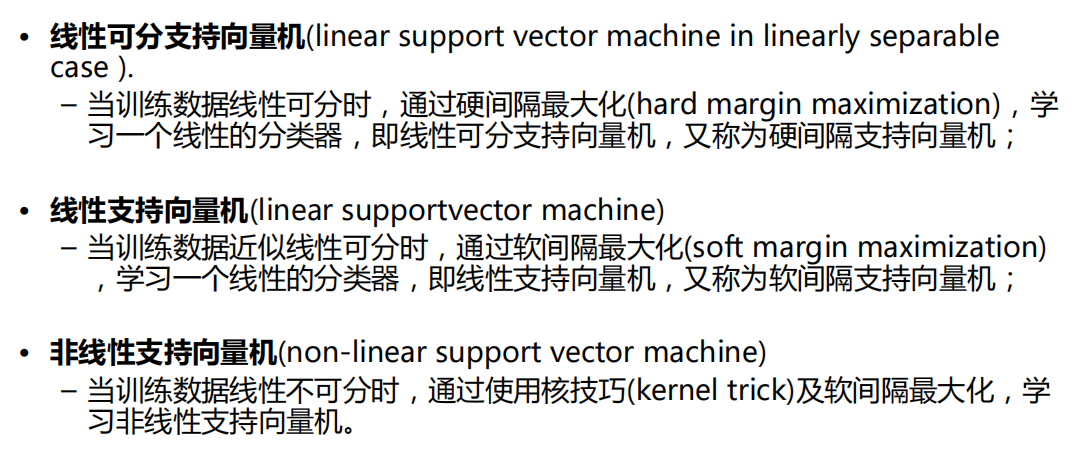 • 线性可分支持向量机(linear support vector machine in linearly separable
case ).
– 当训练数据线性可分时，通过硬间隔最大化(hard margin maximization)，学
习一个线性的分类器，即线性可分支持向量机，又称为硬间隔支持向量机；
• 线性支持向量机(linear supportvector machine)
– 当训练数据近似线性可分时，通过软间隔最大化(soft margin maximization)
，学习一个线性的分类器，即线性支持向量机，又称为软间隔支持向量机；
• 非线性支持向量机(non-linear support vector machine)
– 当训练数据线性不可分时，通过使用核技巧(kernel trick)及软间隔最大化，学
习非线性支持向量机。